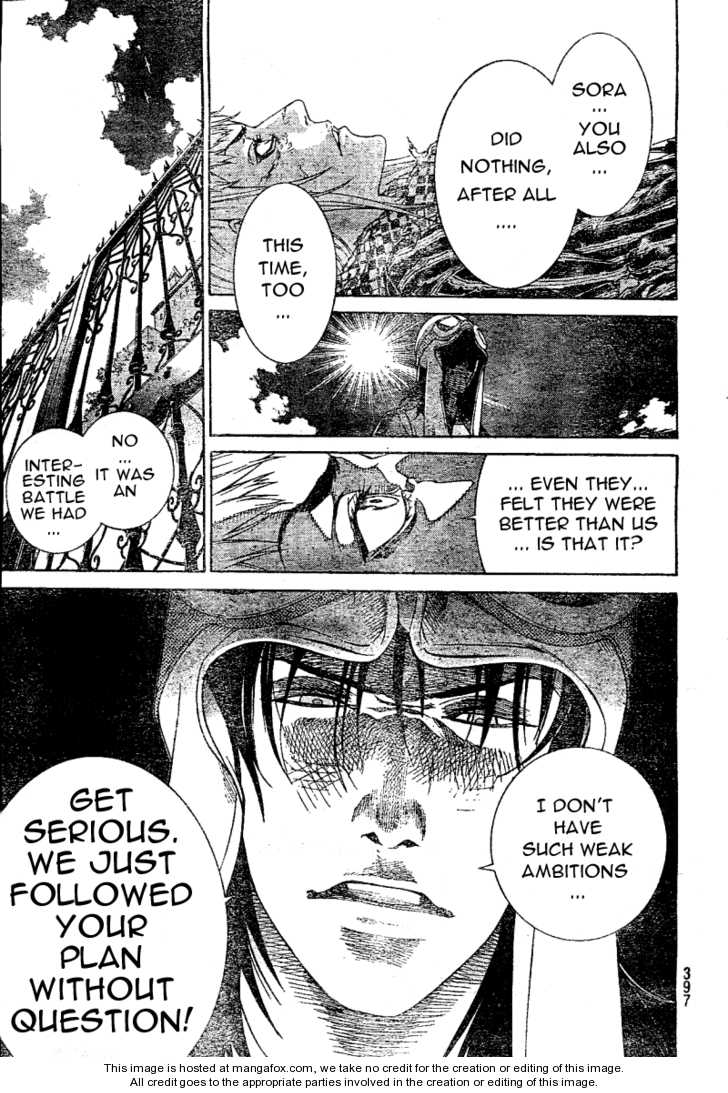 SORA
...
YOU
ALSO
...
DID
NOTHING,
AFTER ALL
....
THIS
TIME,
TOO
...
... EVEN THEY...
FELT THEY WERE
BETTER THAN US
... IS THAT IT?
NO
...
IT WAS
AN
INTER-
ESTING
BATTLE
WE HAD
...
I DON'T
HAVE
SUCH WEAK
AMBITIONS
...
GET
SERIOUS.
WE JUST
FOLLOWED
YOUR
PLAN
WITHOUT
QUESTION!
397
This image is hosted at mangafox.com, we take no credit for the creation or editing of this image.
All credit goes to the appropriate parties involved in the creation or editing of this image.